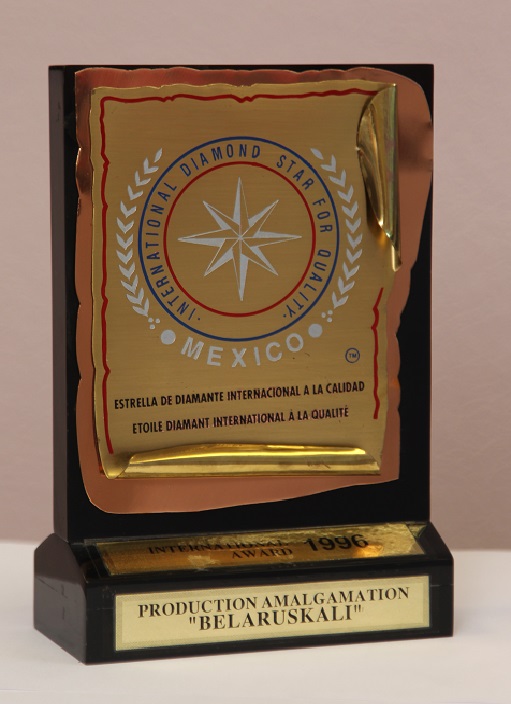 ·INTERNATIONAL DIAMOND STAR FOR QUALITY·
MEXICO
TM
ESTRELLA DE DIAMANTE INTERNACIONAL A LA CALIDAD
ETOILE DIAMANT INTERNATIONAL À LA QUALITÉ
INTERNATIONAL
AWARD 1996
PRODUCTION AMALGAMATION
"BELARUSKALI"